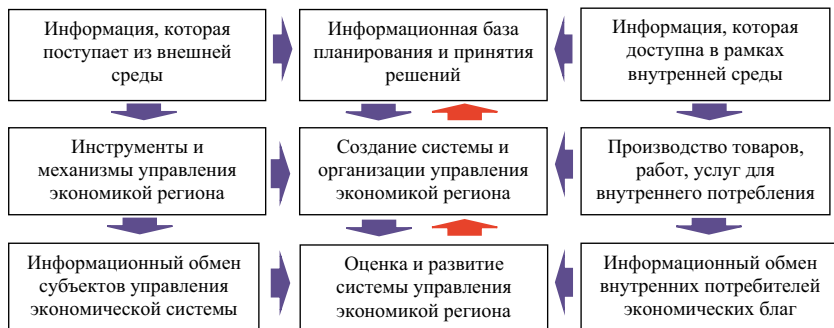 Информация, которая
поступает из внешней
среды
Информационная база
планирования и принятия
решений
Информация, которая
доступна в рамках
внутренней среды
Инструменты и
механизмы управления
экономикой региона
Создание системы и
организации управления
экономикой региона
Производство товаров,
работ, услуг для
внутреннего потребления
Информационный обмен
субъектов управления
экономической системы
Оценка и развитие
системы управления
экономикой региона
Информационный обмен
внутренних потребителей
экономических благ